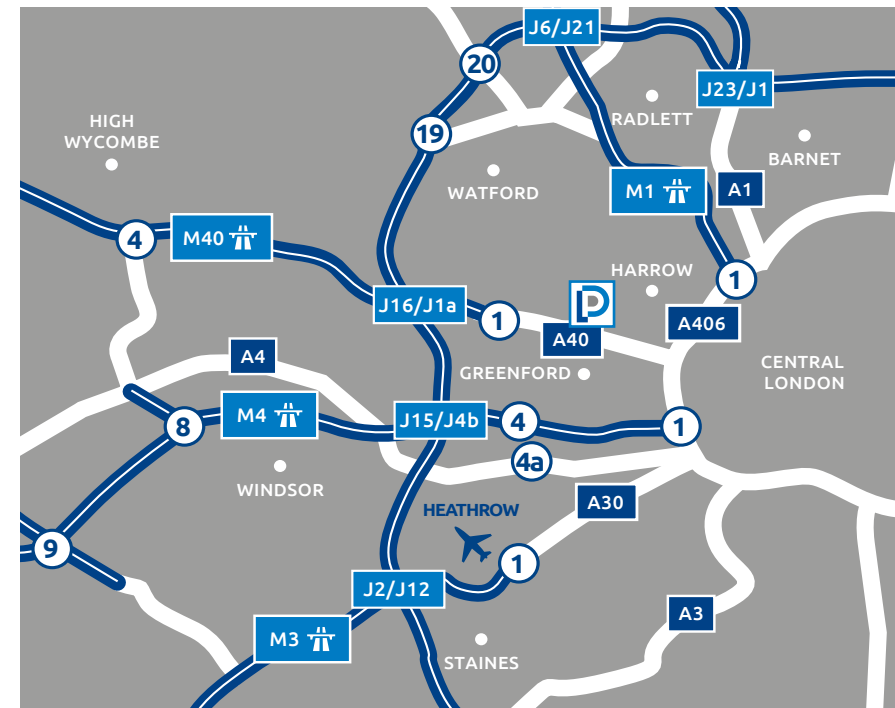 J6/J21
20
J23/J1
HIGH
WYCOMBE
RADLETT
19
BARNET
WATFORD
M1
A1
4
M40
HARROW
1
J16/J1a
1
A406
A40
A4
GREENFORD
CENTRAL
LONDON
M4
J15/J4b
4
1
8
4a
WINDSOR
HEATHROW
A30
9
1
J2/J12
A3
M3
STAINES